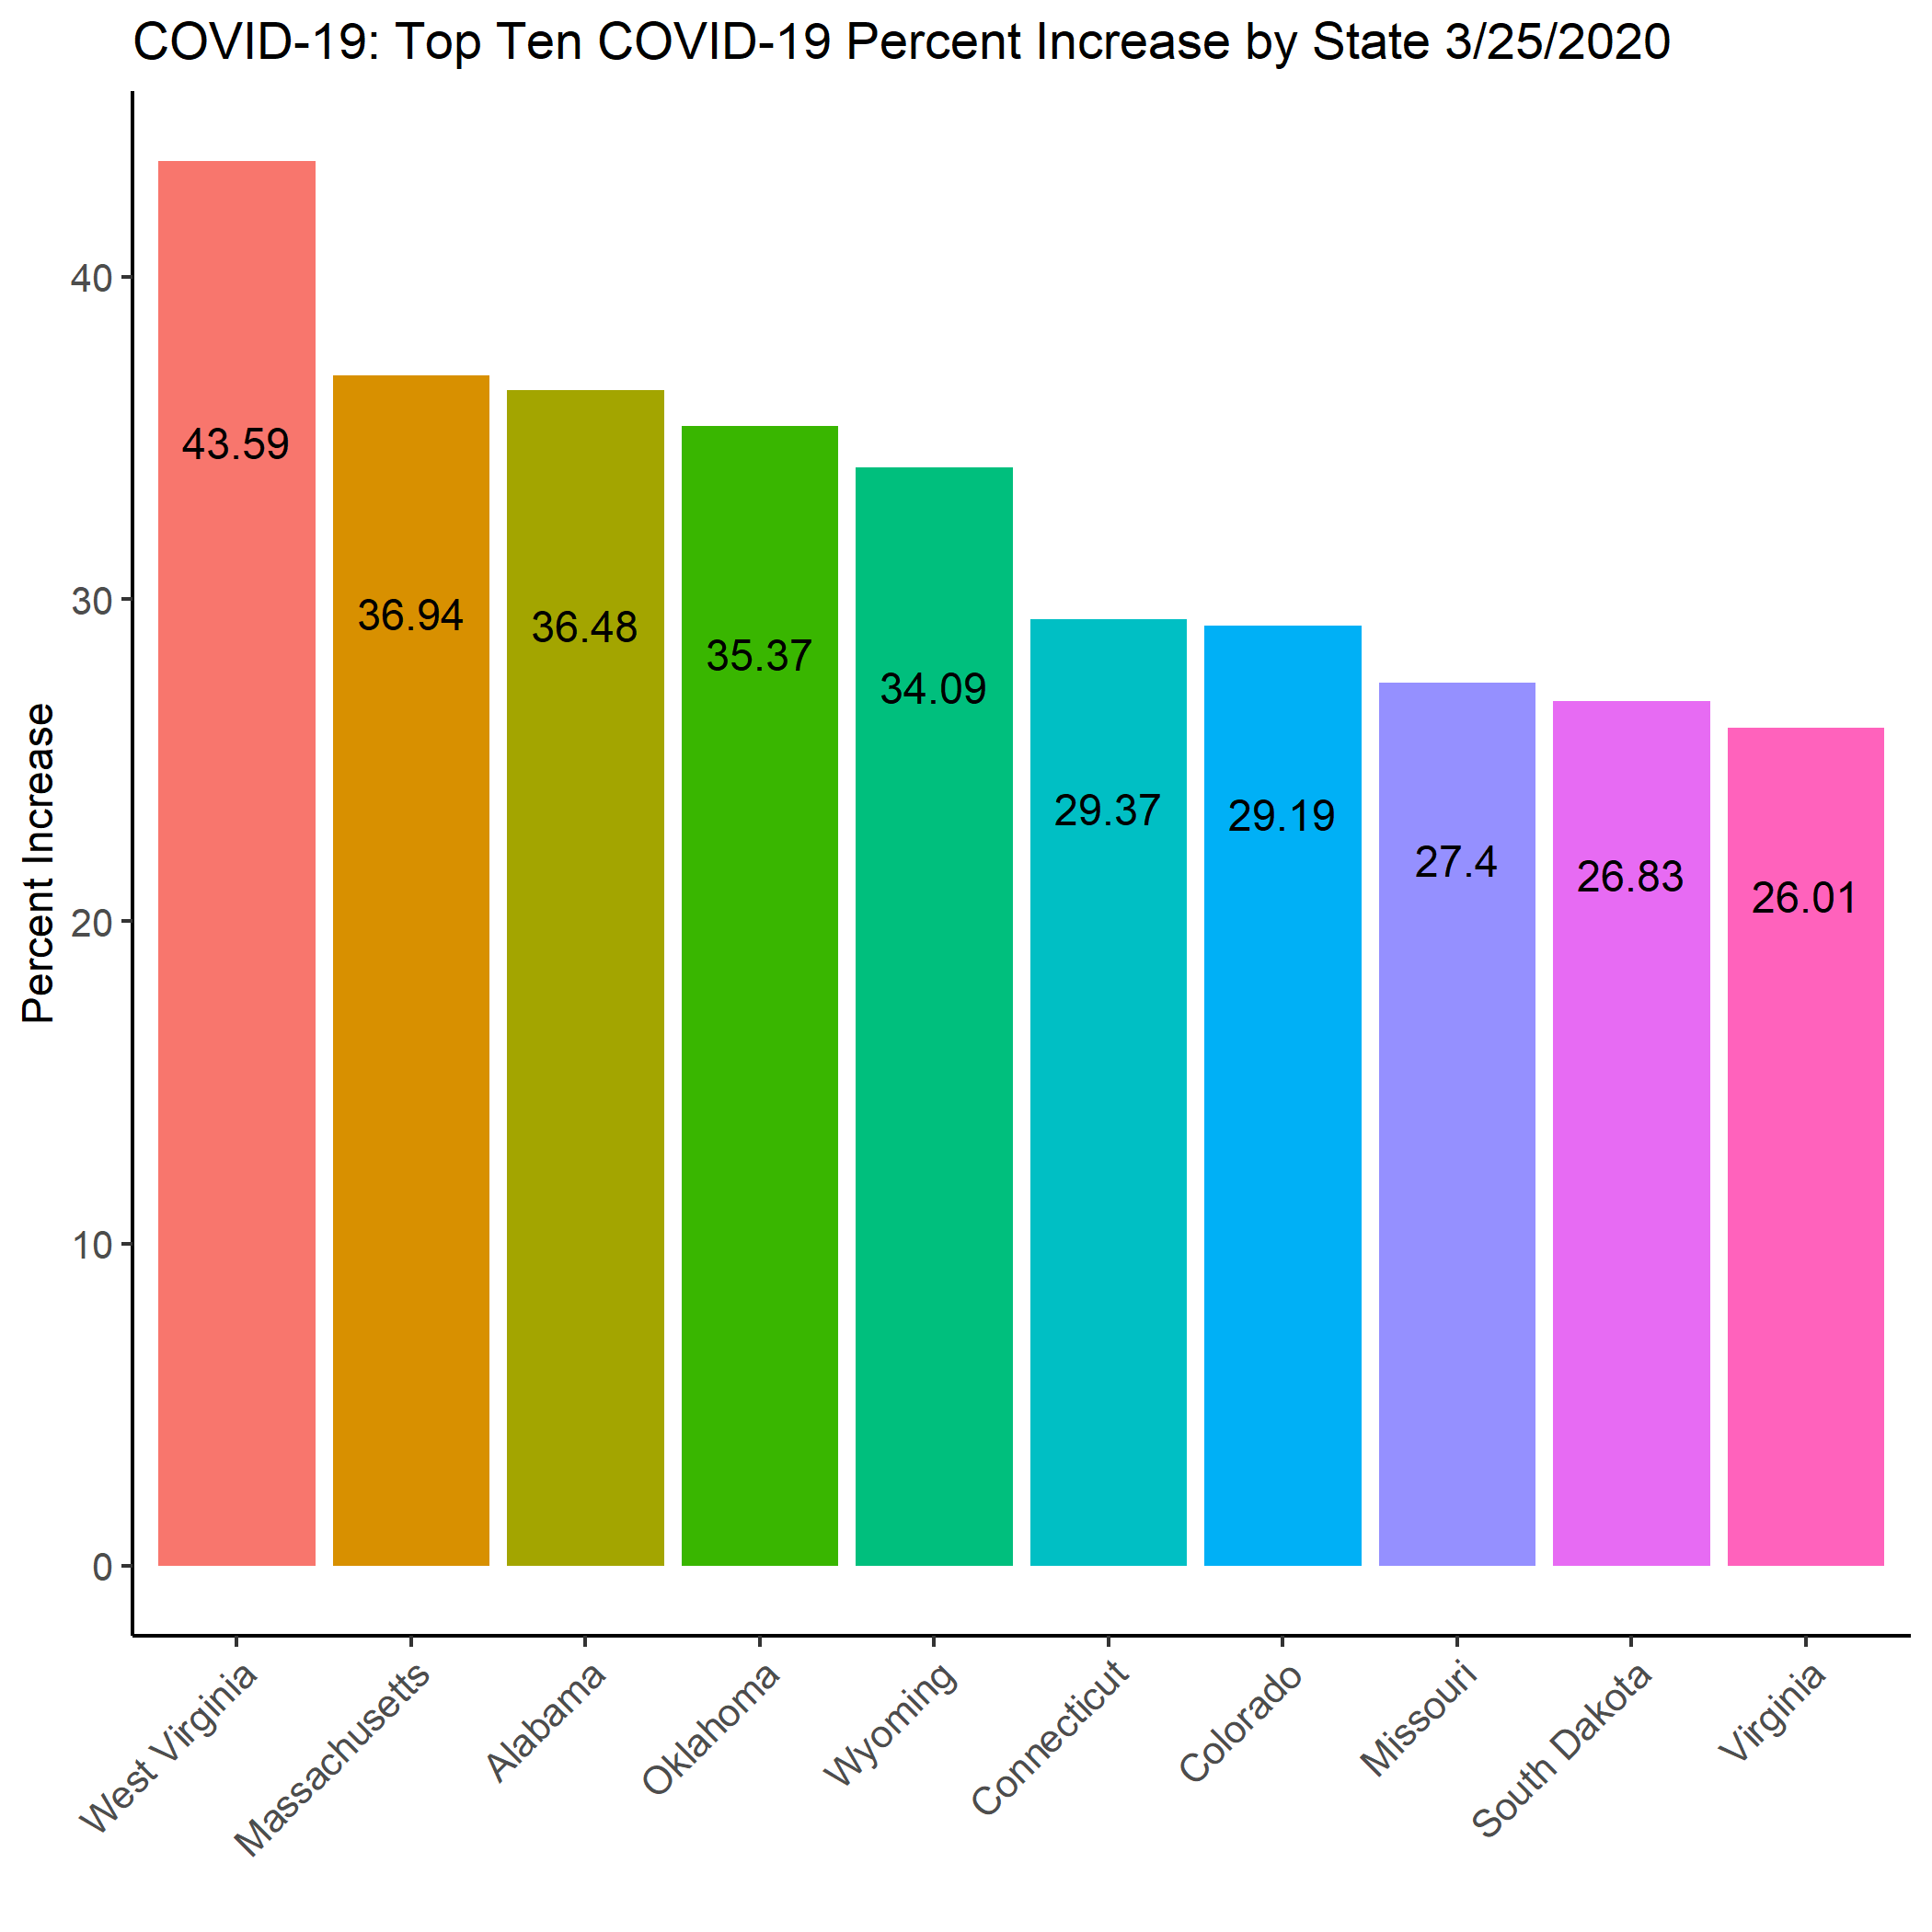 COVID-19: Top Ten COVID-19 Percent Increase by State 3/25/2020
Percent Increase
40
30
20
10
0
43.59
36.94
36.48
35.37
34.09
29.37
29.19
27.4
26.83
26.01
West Virginia
Massachusetts
Alabama
Oklahoma
Wyoming
Connecticut
Colorado
Missouri
South Dakota
Virginia